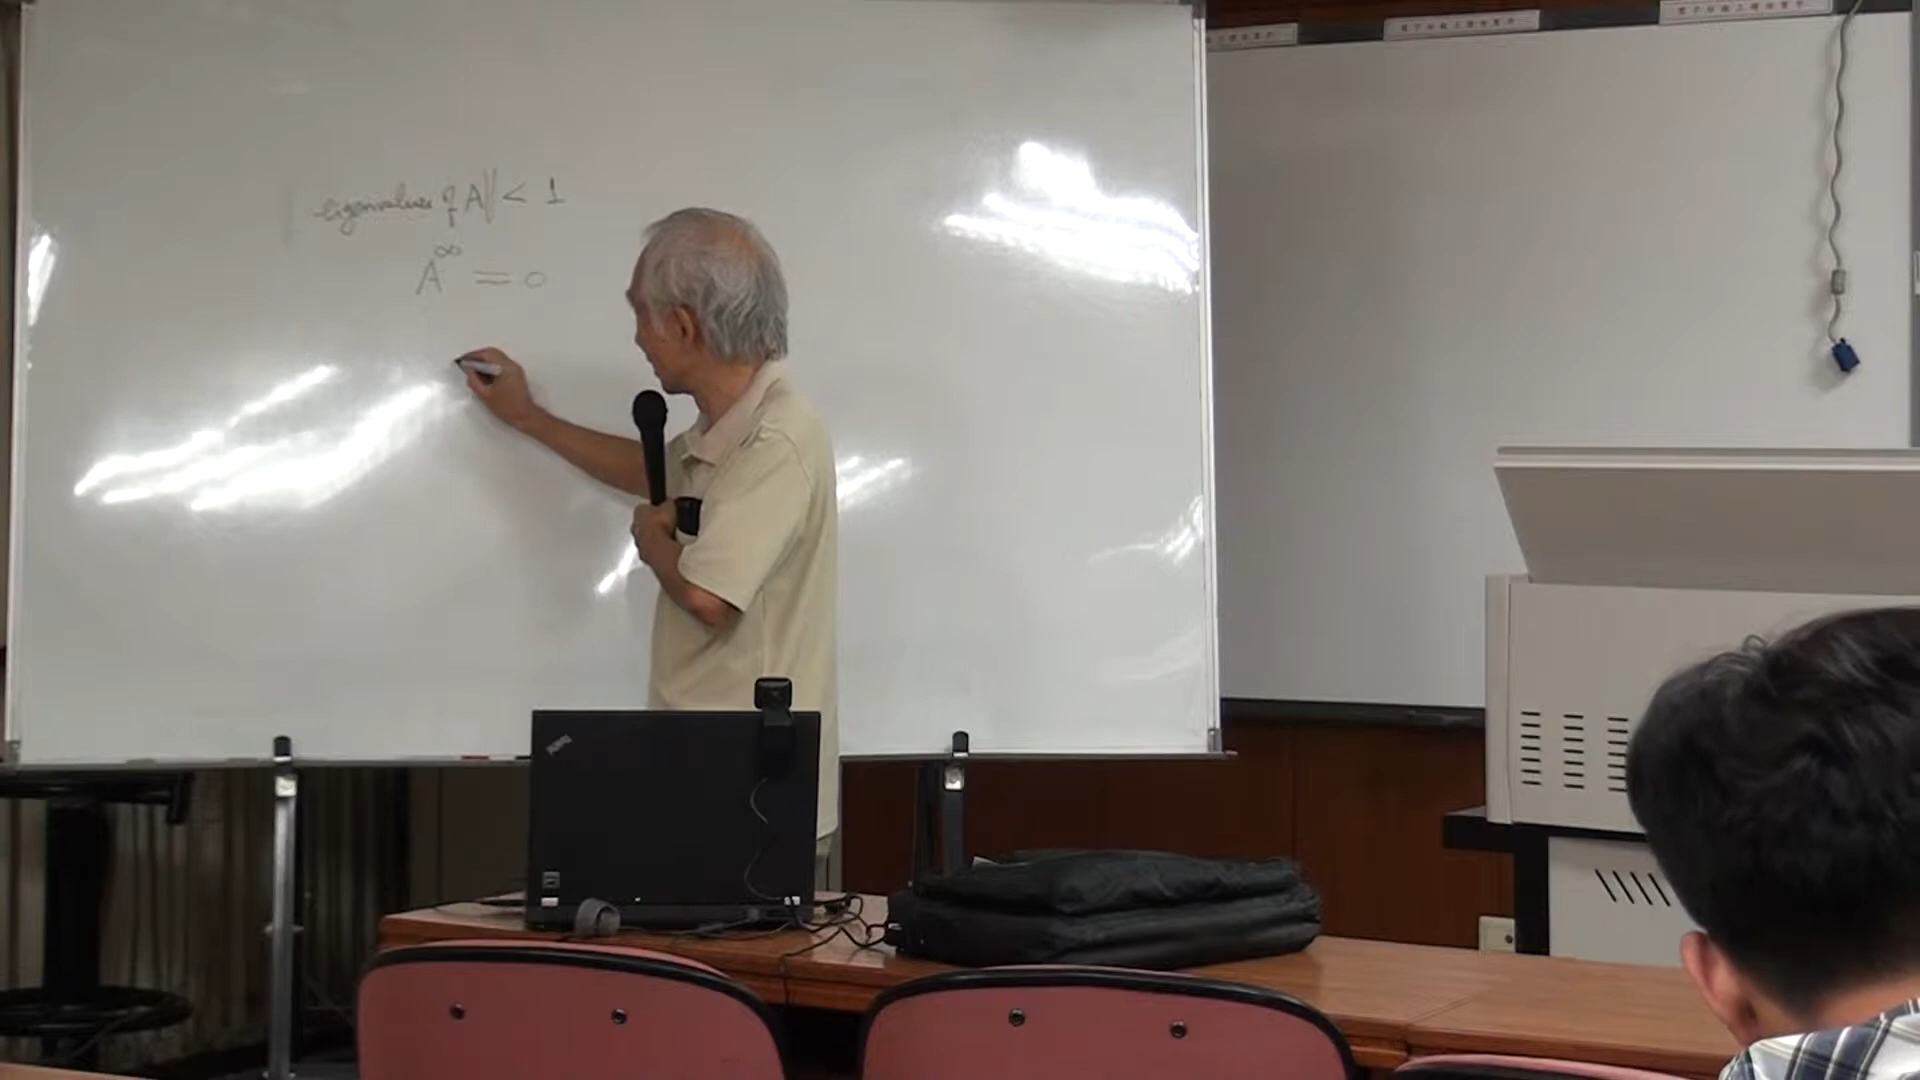 |eigenvalues of A| < 1
A^∞ = 0